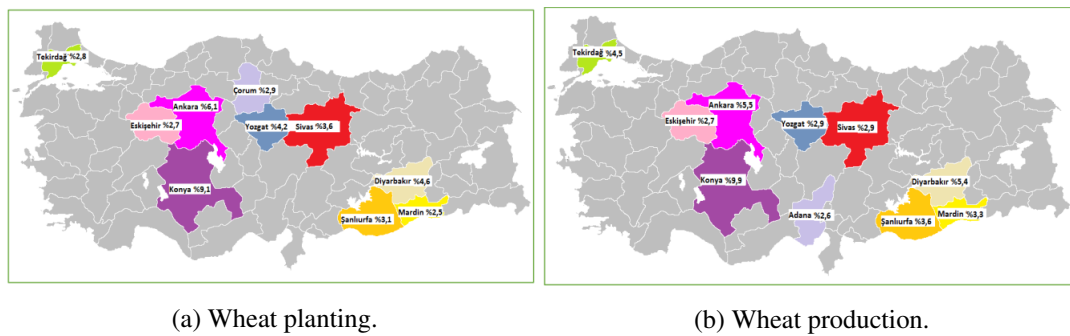 Tekirdağ %2,8
Çorum %2,9
Ankara %6,1
Eskişehir %2,7
Yozgat %4,2
Sivas %3,6
Konya %9,1
Diyarbakır %4,6
Mardin %2,5
Şanlıurfa %3,1
(a) Wheat planting.
Tekirdağ %4,5
Ankara %5,5
Eskişehir %2,7
Yozgat %2,9
Sivas %2,9
Konya %9,9
Diyarbakır %5,4
Adana %2,6
Mardin %3,3
Şanlıurfa %3,6
(b) Wheat production.